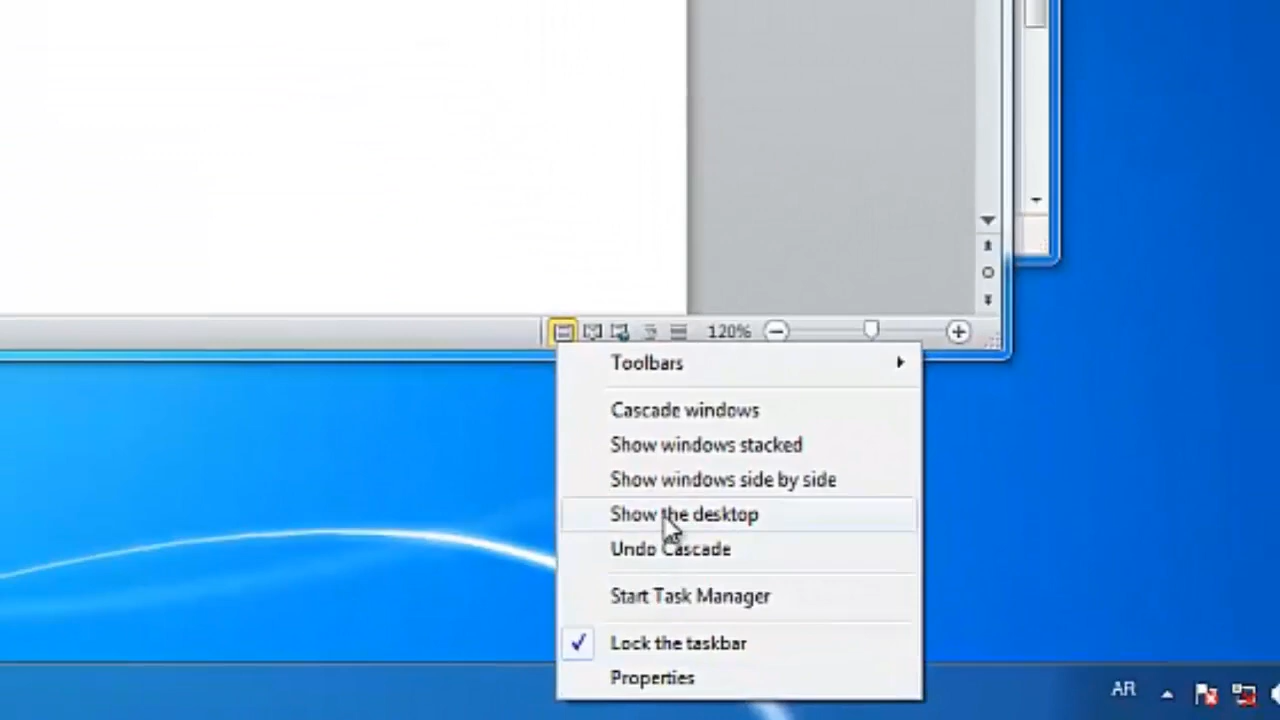 120%
Toolbars
Cascade windows
Show windows stacked
Show windows side by side
Show the desktop
Undo Cascade
Start Task Manager
Lock the taskbar
Properties
AR